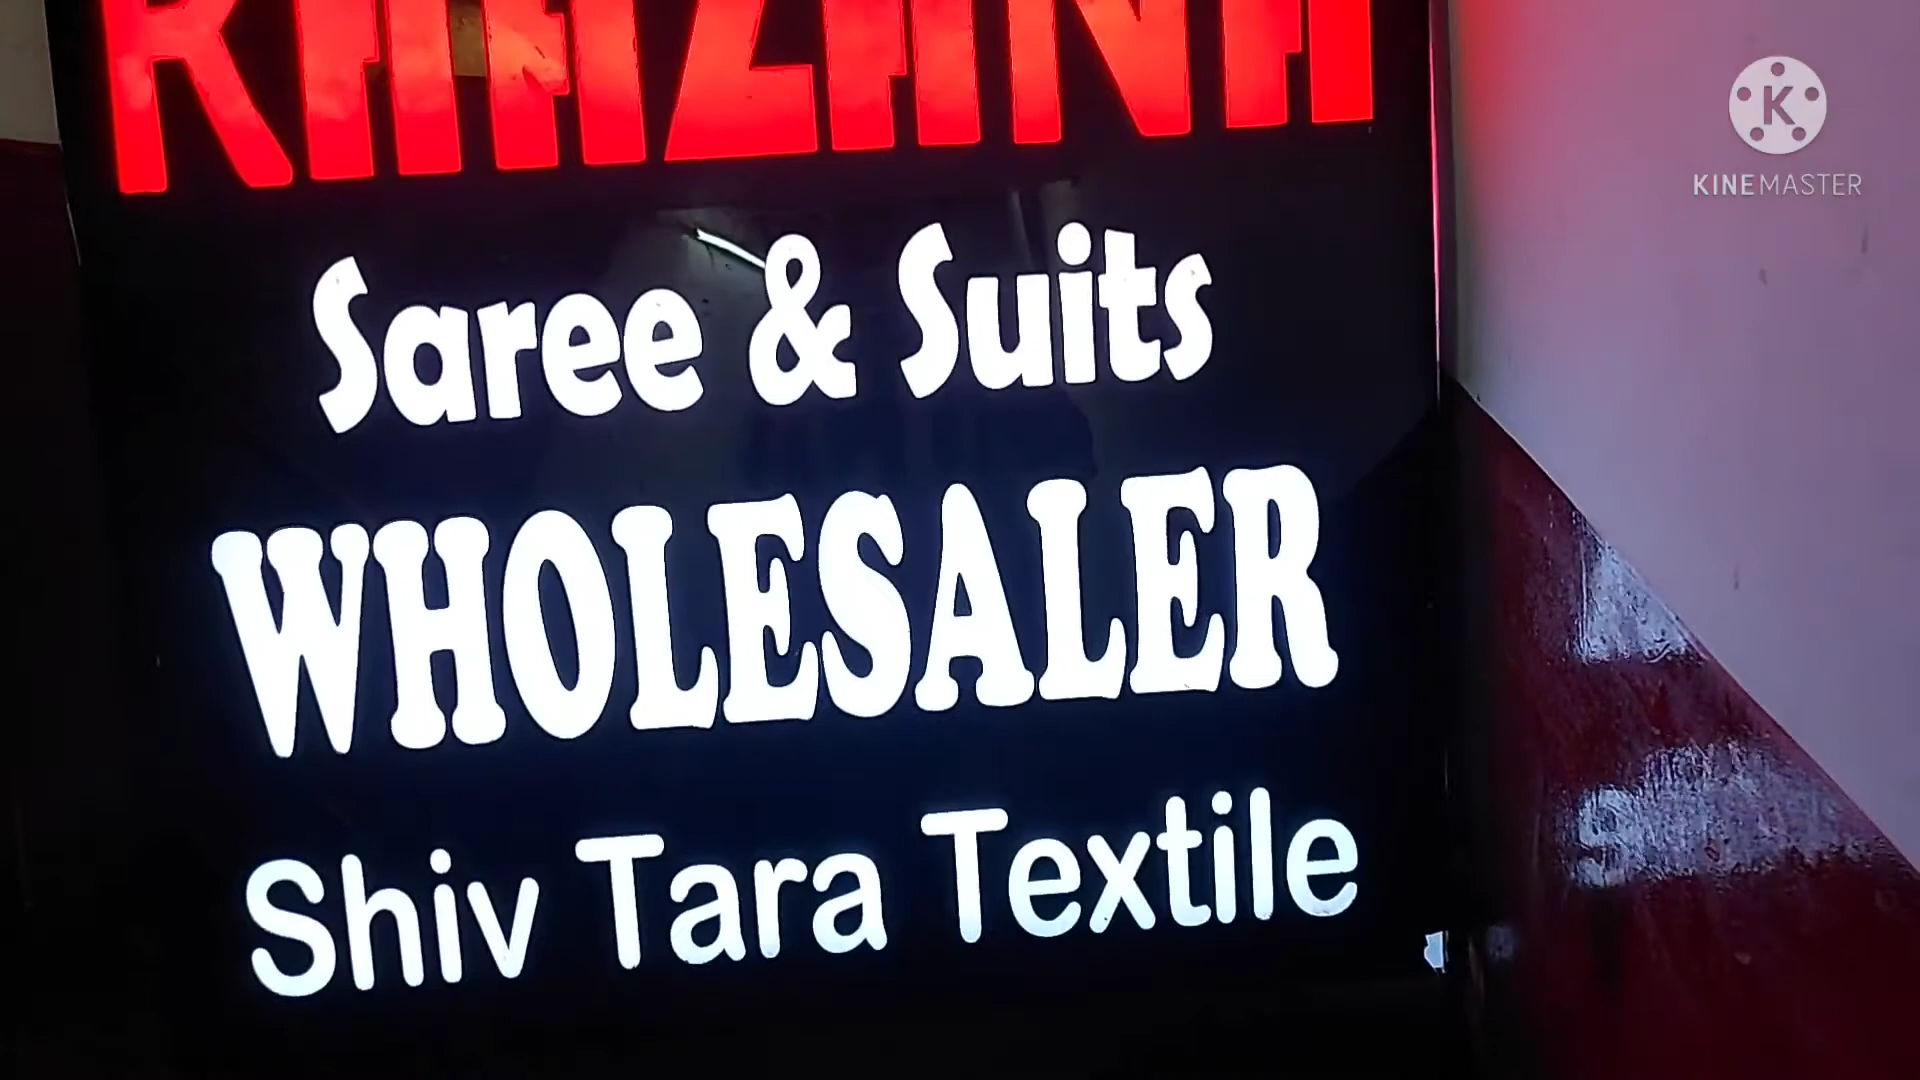 K
KINEMASTER
Saree & Suits
WHOLESALER
Shiv Tara Textile